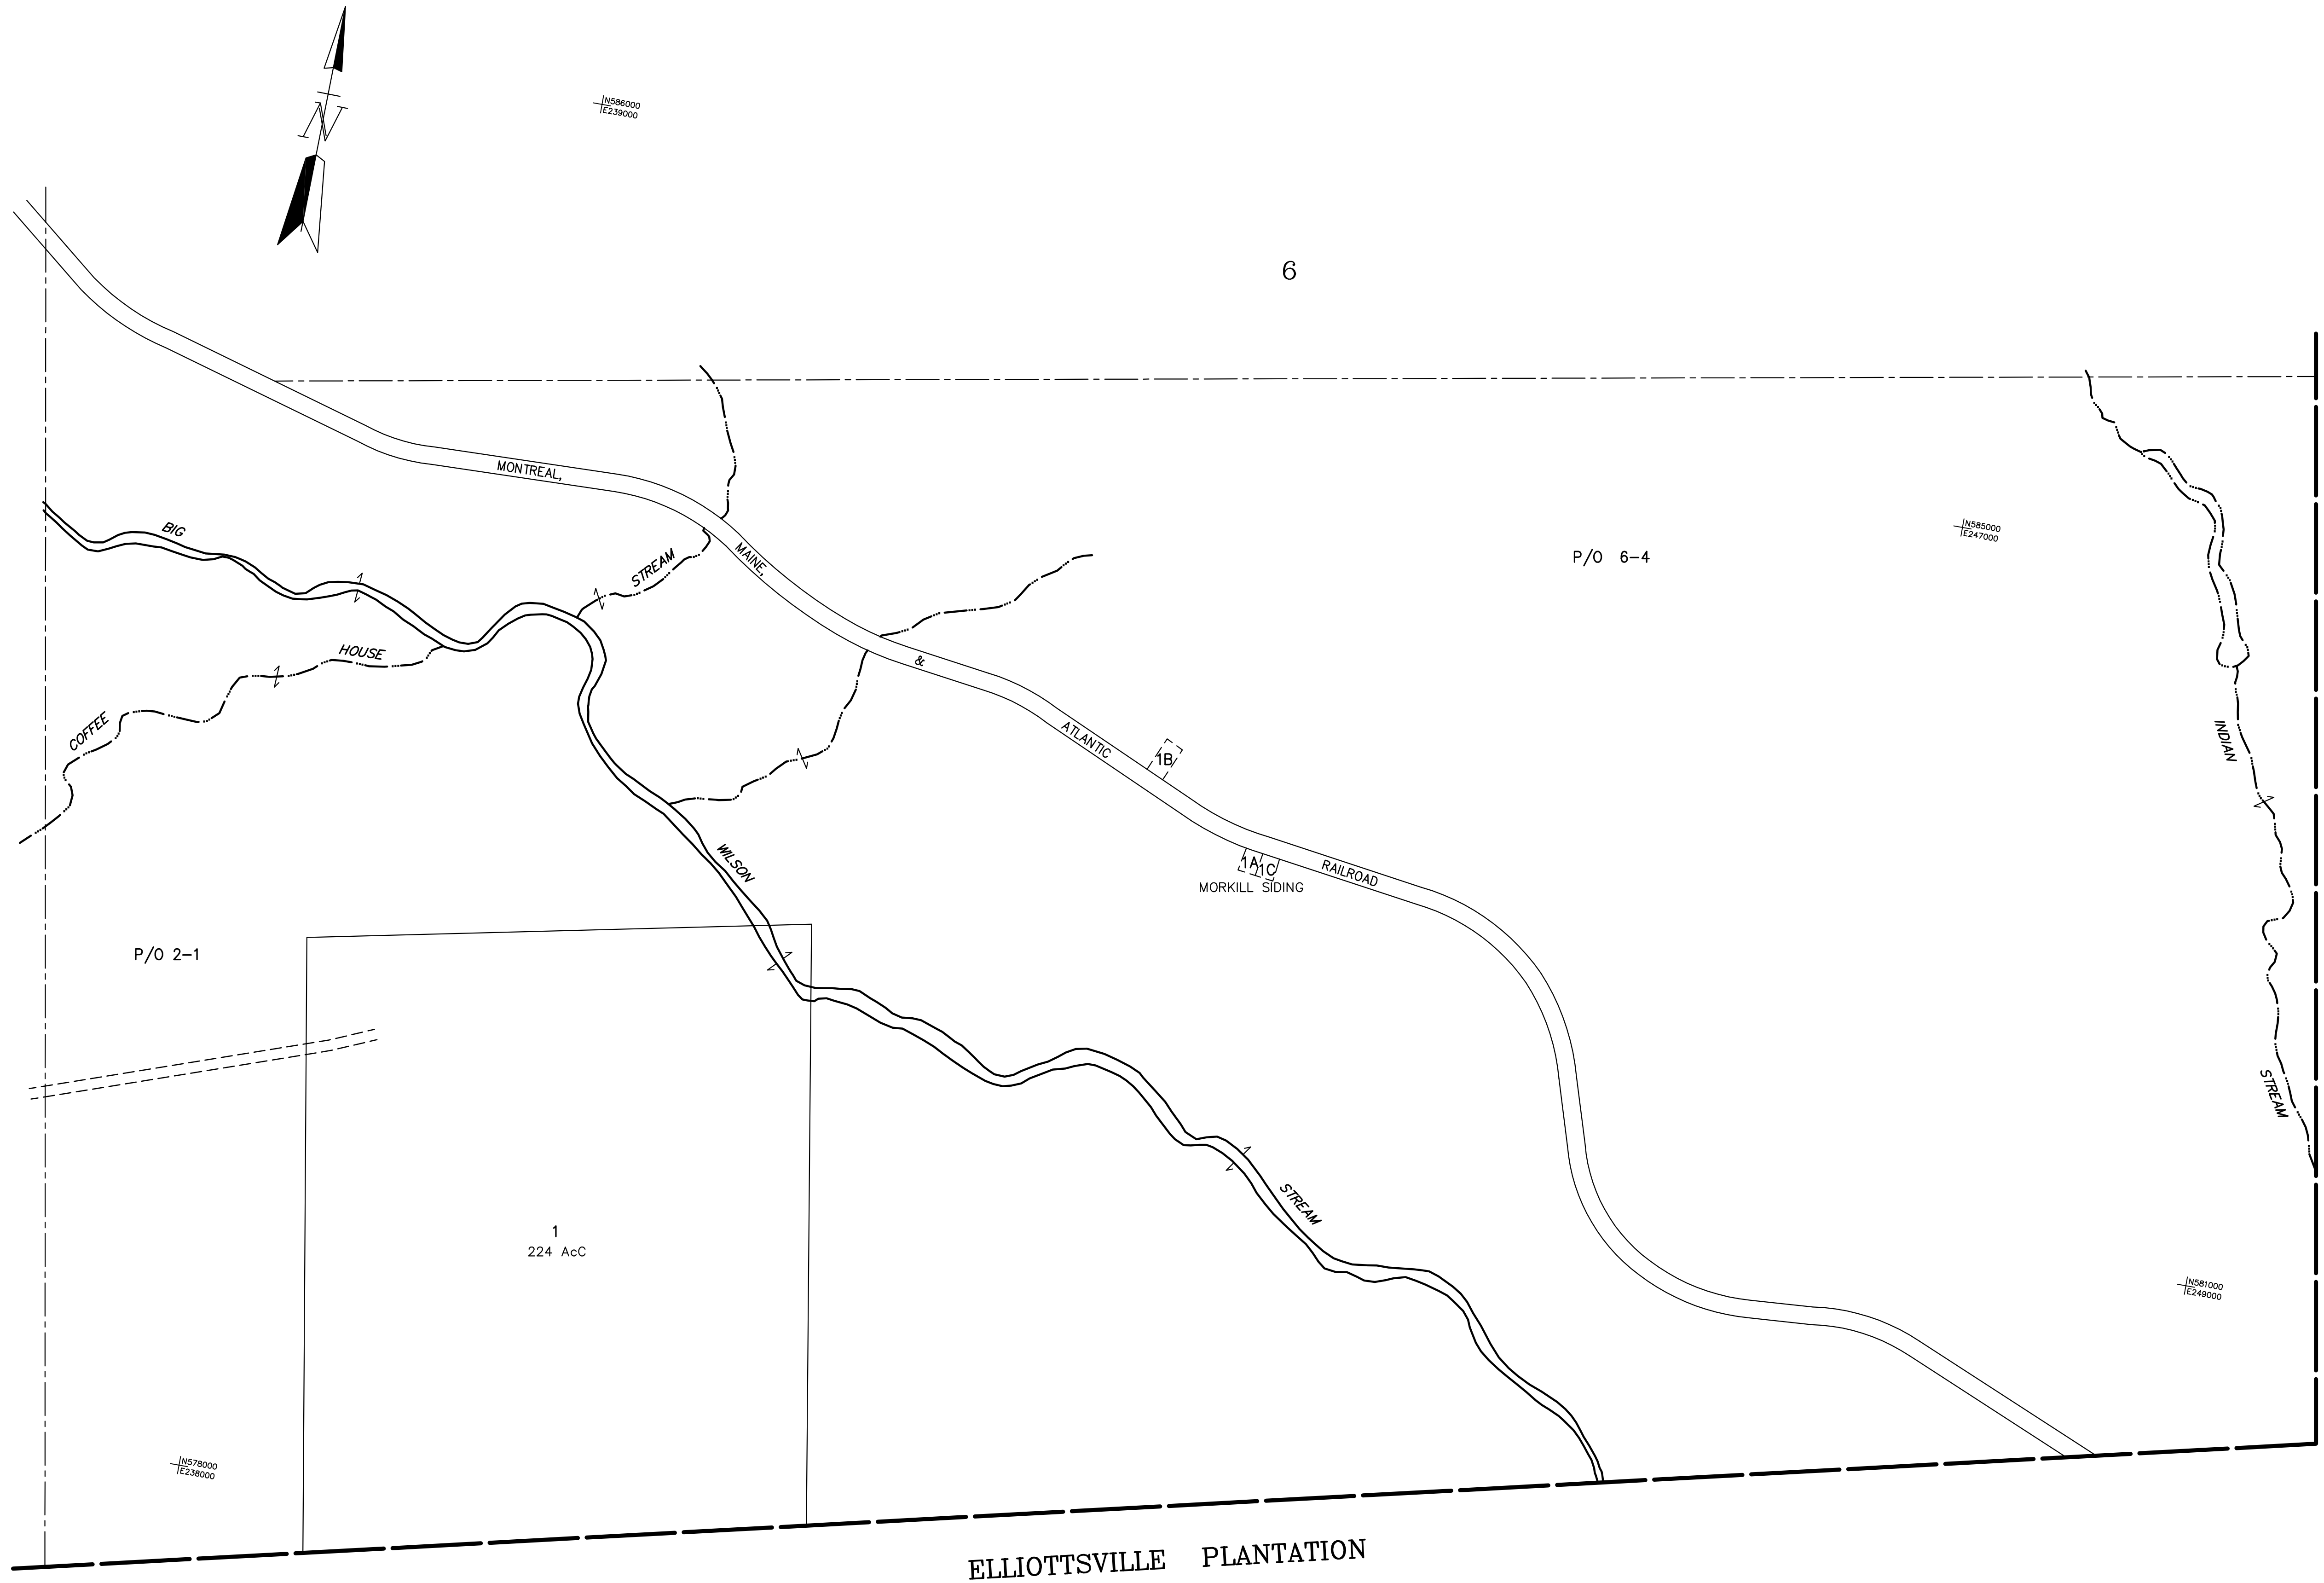 N
N586000
E239000
6
MONTREAL,
BIG
STREAM
MAINE,
N585000
E247000
P/O 6-4
HOUSE
&
COFFEE
ATLANTIC
INDIAN
1B
WILSON
1A
1C
RAILROAD
MORKILL SIDING
P/O 2-1
STREAM
STREAM
1
224 AcC
N581000
E249000
N578000
E238000
ELLIOTTSVILLE PLANTATION